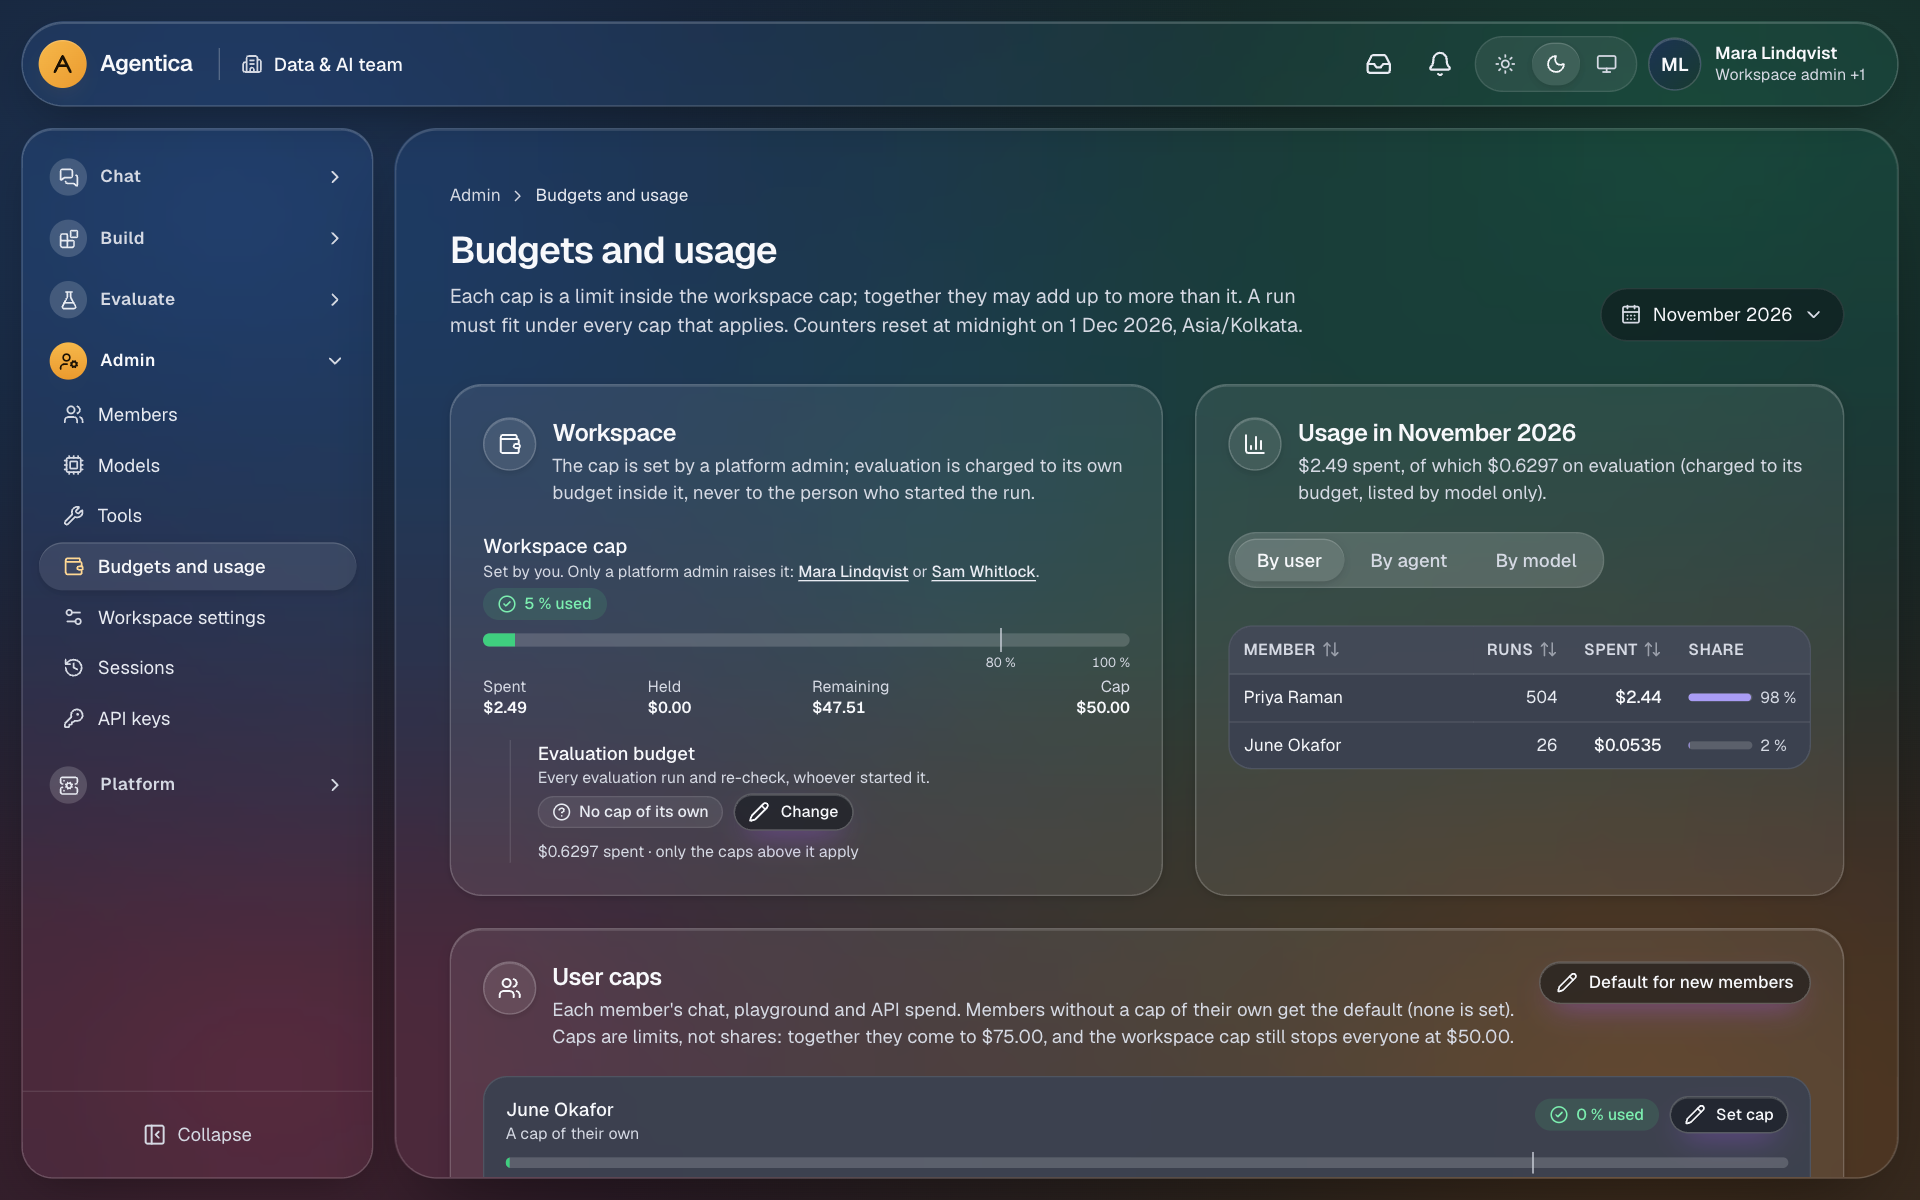 Agentica
Data & AI team
ML
Mara Lindqvist
Workspace admin +1
Chat
Build
Evaluate
Admin
Members
Models
Tools
Budgets and usage
Workspace settings
Sessions
API keys
Platform
Collapse
Admin > Budgets and usage
Budgets and usage
Each cap is a limit inside the workspace cap; together they may add up to more than it. A run
must fit under every cap that applies. Counters reset at midnight on 1 Dec 2026, Asia/Kolkata.
November 2026
Workspace
The cap is set by a platform admin; evaluation is charged to its own
budget inside it, never to the person who started the run.
Workspace cap
Set by you. Only a platform admin raises it: Mara Lindqvist or Sam Whitlock.
5 % used
80 % 100 %
Spent Held Remaining Cap
$2.49 $0.00 $47.51 $50.00
Evaluation budget
Every evaluation run and re-check, whoever started it.
No cap of its own Change
$0.6297 spent · only the caps above it apply
Usage in November 2026
$2.49 spent, of which $0.6297 on evaluation (charged to its
budget, listed by model only).
By user By agent By model
MEMBER RUNS SPENT SHARE
Priya Raman 504 $2.44 98 %
June Okafor 26 $0.0535 2 %
User caps
Default for new members
Each member's chat, playground and API spend. Members without a cap of their own get the default (none is set).
Caps are limits, not shares: together they come to $75.00, and the workspace cap still stops everyone at $50.00.
June Okafor
A cap of their own
0 % used Set cap